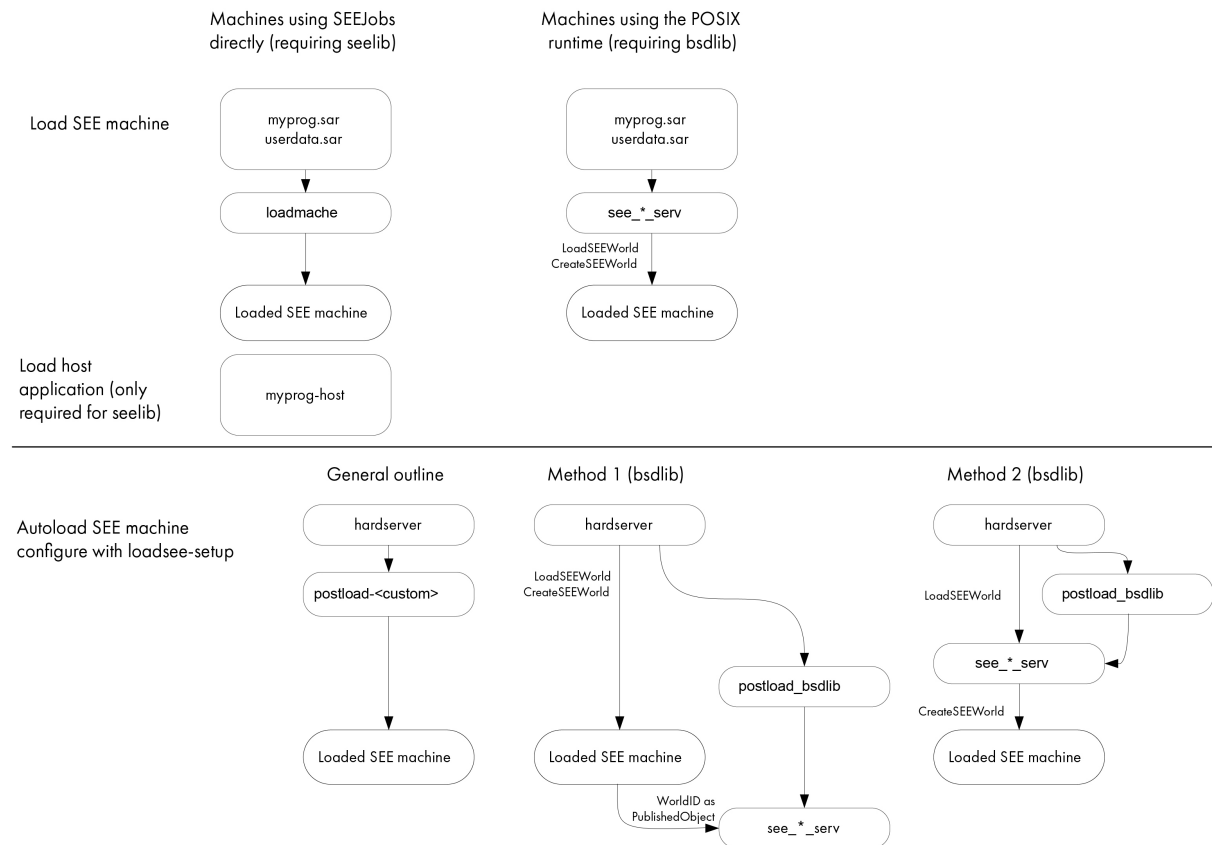 Machines using SEEJobs
directly (requiring seelib)
Machines using the POSIX
runtime (requiring bsdlib)
Load SEE machine
myprog.sar
userdata.sar
myprog.sar
userdata.sar
loadmache
see_*_serv
LoadSEEWorld
CreateSEEWorld
Loaded SEE machine
Loaded SEE machine
Load host
application (only
required for seelib)
myprog-host
General outline
Method 1 (bsdlib)
Method 2 (bsdlib)
Autoload SEE machine
configure with loadsee-setup
hardserver
hardserver
hardserver
postload-<custom>
LoadSEEWorld
CreateSEEWorld
LoadSEEWorld
postload_bsdlib
see_*_serv
postload_bsdlib
CreateSEEWorld
Loaded SEE machine
Loaded SEE machine
Loaded SEE machine
WorldID as
PublishedObject
see_*_serv